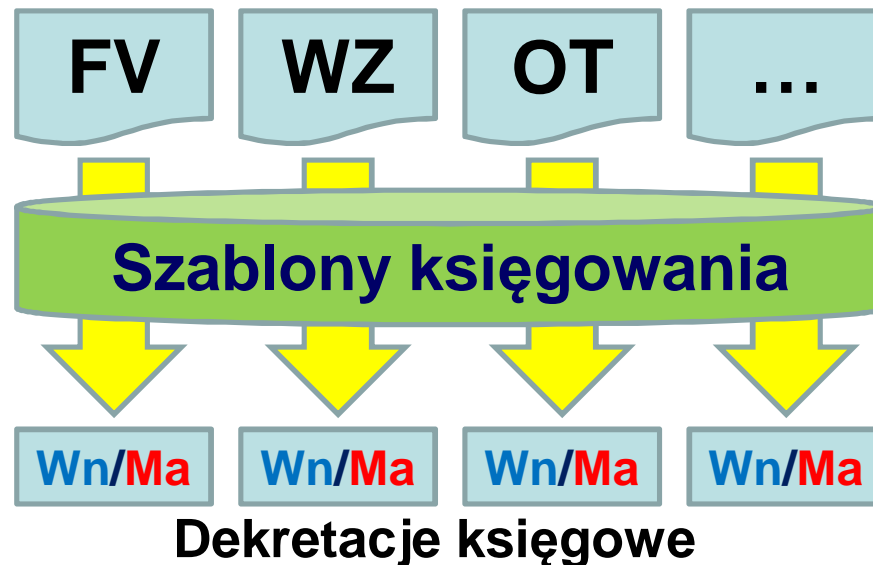 FV WZ OT ...
Szablony księgowania
Wn/Ma Wn/Ma Wn/Ma Wn/Ma
Dekretacje księgowe